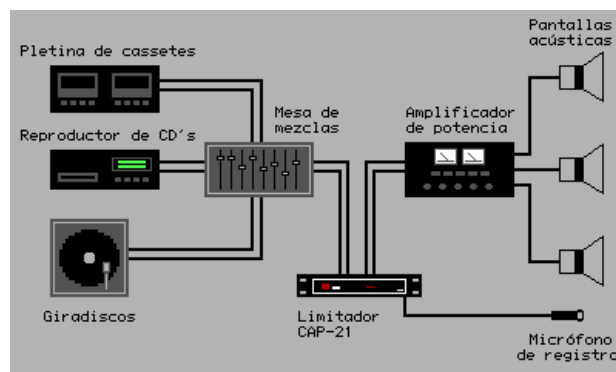 Pantallas
acústicas
Pletina de cassetes
Mesa de
mezclas
Amplificador
de potencia
Reproductor de CD´s
Giradiscos
Limitador
CAP-21
Micrófono
de registro